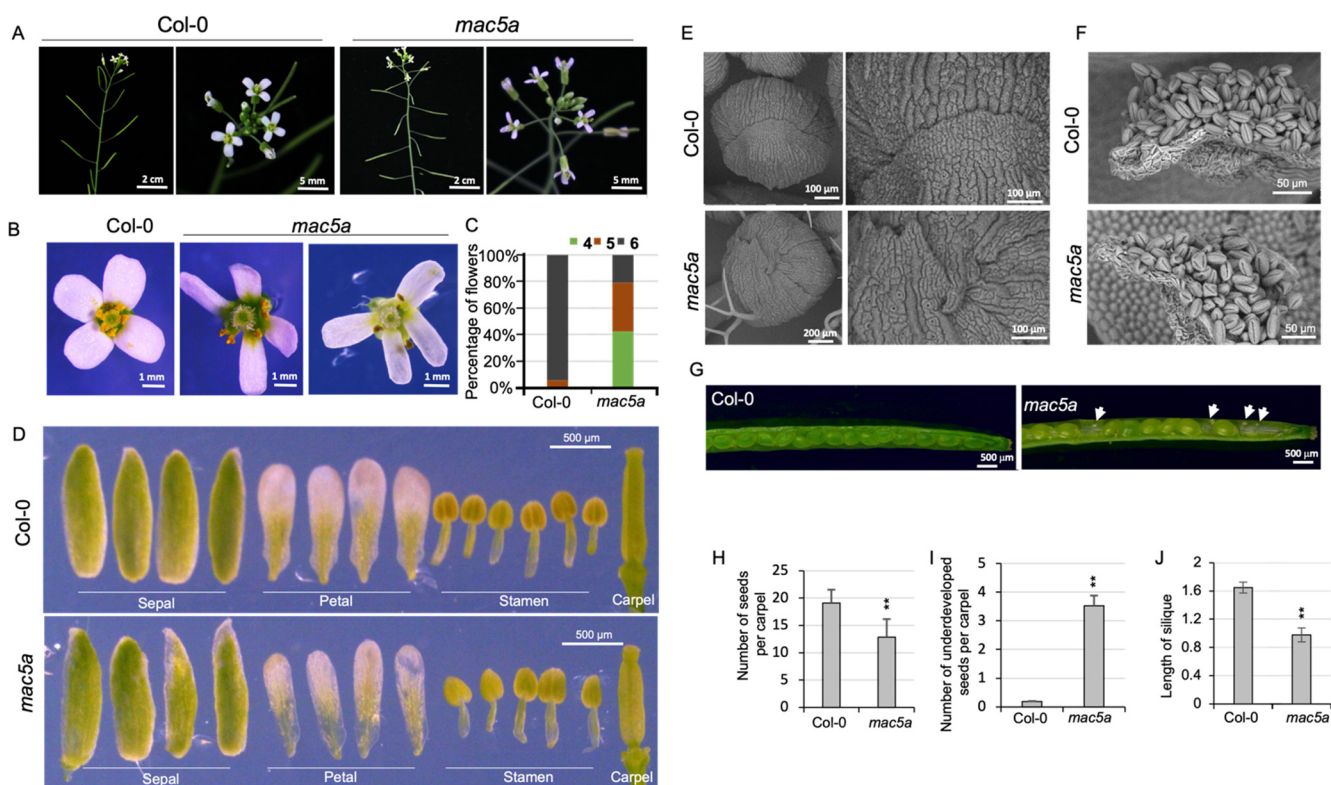 A
Col-0
mac5a
2 cm
5 mm
2 cm
5 mm
B
Col-0
mac5a
1 mm
1 mm
1 mm
C
4 5 6
Percentage of flowers
100%
80%
60%
40%
20%
0%
Col-0
mac5a
D
Col-0
500 µm
Sepal
Petal
Stamen
Carpel
mac5a
500 µm
Sepal
Petal
Stamen
Carpel
E
Col-0
100 µm
100 µm
mac5a
200 µm
100 µm
F
Col-0
50 µm
mac5a
50 µm
G
Col-0
500 µm
mac5a
500 µm
H
Number of seeds
per carpel
25
20
15
10
5
0
**
Col-0
mac5a
I
Number of underdeveloped
seeds per carpel
5
4
3
2
1
0
**
Col-0
mac5a
J
Length of silique
1.6
1.2
0.8
0.4
0
**
Col-0
mac5a